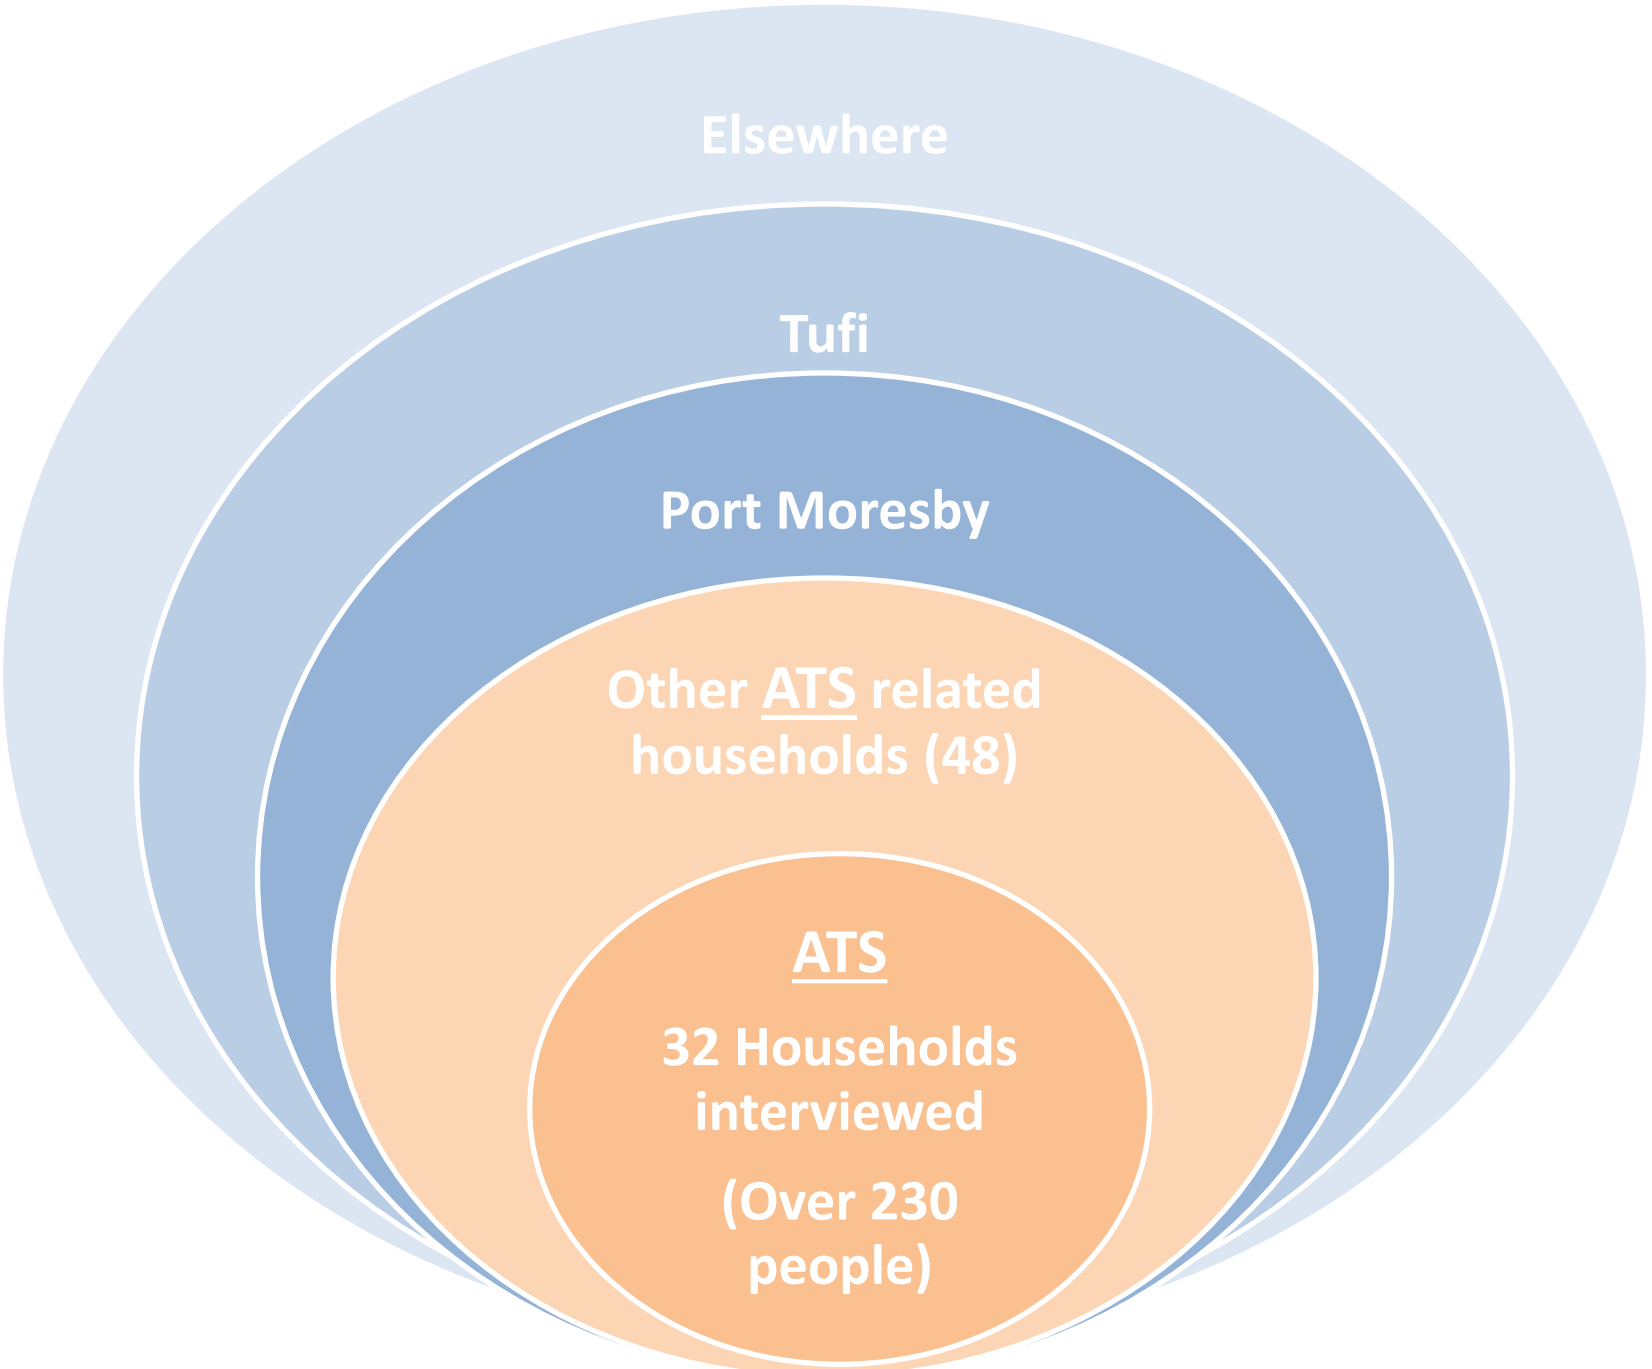 Elsewhere
Tufi
Port Moresby
Other ATS related
households (48)
ATS
32 Households
interviewed
(Over 230
people)